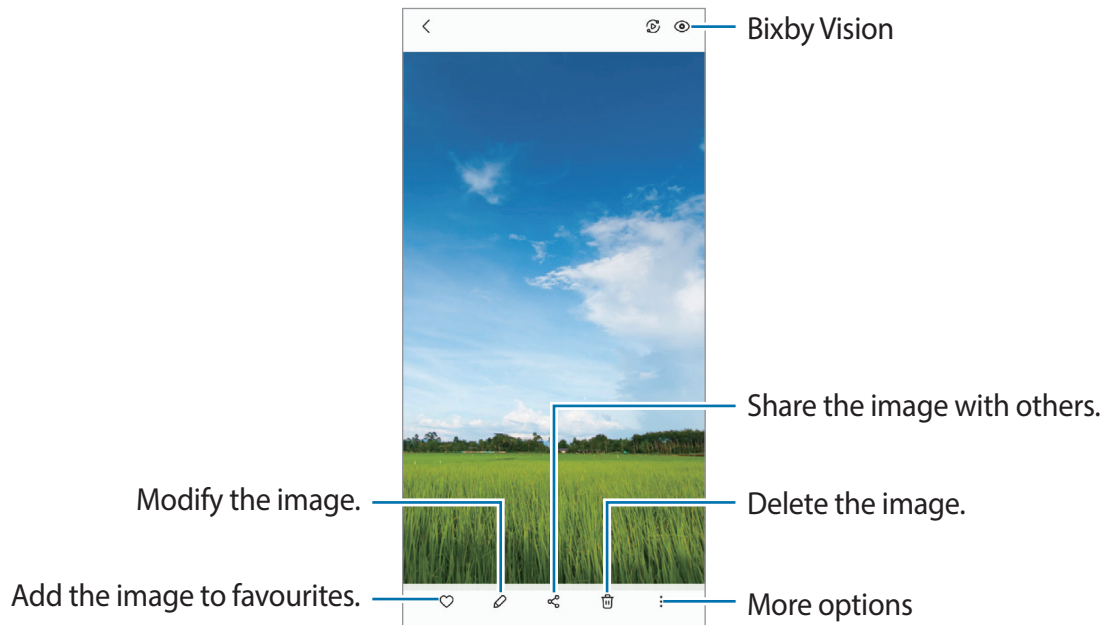 Bixby Vision
Share the image with others.
Modify the image.
Delete the image.
Add the image to favourites.
More options